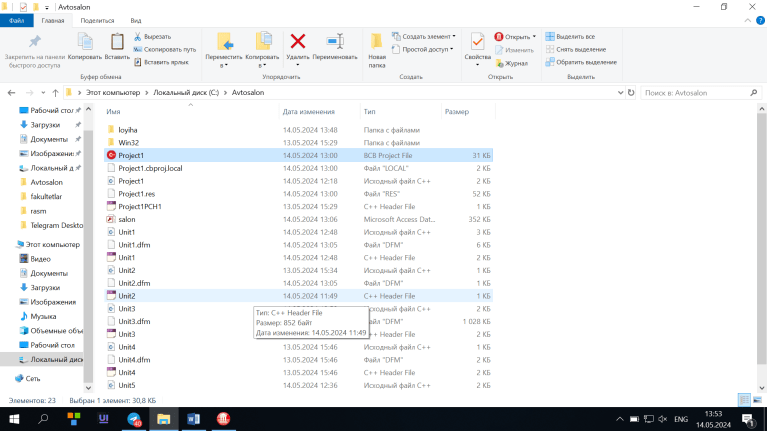 Avtosalon
Файл Главная Поделиться Вид
Закрепить на панели быстрого доступа
Копировать
Вставить
Вырезать
Скопировать путь
Вставить ярлык
Буфер обмена
Переместить в
Копировать в
Удалить
Переименовать
Упорядочить
Новая папка
Создать элемент
Простой доступ
Создать
Свойства
Открыть
Изменить
Журнал
Открыть
Выделить все
Снять выделение
Обратить выделение
Выделить
Этот компьютер > Локальный диск (C:) > Avtosalon
Поиск в: Avtosalon
Рабочий стол
Загрузки
Документы
Изображени
Локальный д
Avtosalon
fakultetlar
rasm
Telegram Deskto
Этот компьютер
Видео
Документы
Загрузки
Изображения
Музыка
Объемные объ
Рабочий стол
Локальный диск
Сеть
Имя Дата изменения Тип Размер
loyiha 14.05.2024 13:48 Папка с файлами
Win32 13.05.2024 15:29 Папка с файлами
Project1 14.05.2024 13:00 BCB Project File 31 КБ
Project1.cbproj.local 14.05.2024 13:00 Файл "LOCAL" 2 КБ
Project1 14.05.2024 12:18 Исходный файл C++ 2 КБ
Project1.res 14.05.2024 13:00 Файл "RES" 52 КБ
Project1PCH1 13.05.2024 15:29 C++ Header File 1 КБ
salon 14.05.2024 13:06 Microsoft Access Dat... 352 КБ
Unit1 14.05.2024 12:48 Исходный файл C++ 3 КБ
Unit1.dfm 14.05.2024 13:05 Файл "DFM" 6 КБ
Unit1 14.05.2024 12:48 C++ Header File 2 КБ
Unit2 13.05.2024 15:34 Исходный файл C++ 1 КБ
Unit2.dfm 14.05.2024 13:05 Файл "DFM" 2 КБ
Unit2 14.05.2024 11:49 C++ Header File 1 КБ
Unit3 сходный файл C++ 2 КБ
Unit3.dfm айл "DFM" 1 028 КБ
Unit3 ++ Header File 2 КБ
Unit4 13.05.2024 15:46 Исходный файл C++ 1 КБ
Unit4.dfm 14.05.2024 13:05 Файл "DFM" 2 КБ
Unit4 13.05.2024 15:46 C++ Header File 2 КБ
Unit5 14.05.2024 12:36 Исходный файл C++ 2 КБ
Тип: C++ Header File
Размер: 852 байт
Дата изменения: 14.05.2024 11:49
Элементов: 23 Выбран 1 элемент: 30,8 КБ
UI
40
ENG
13:53
14.05.2024
1